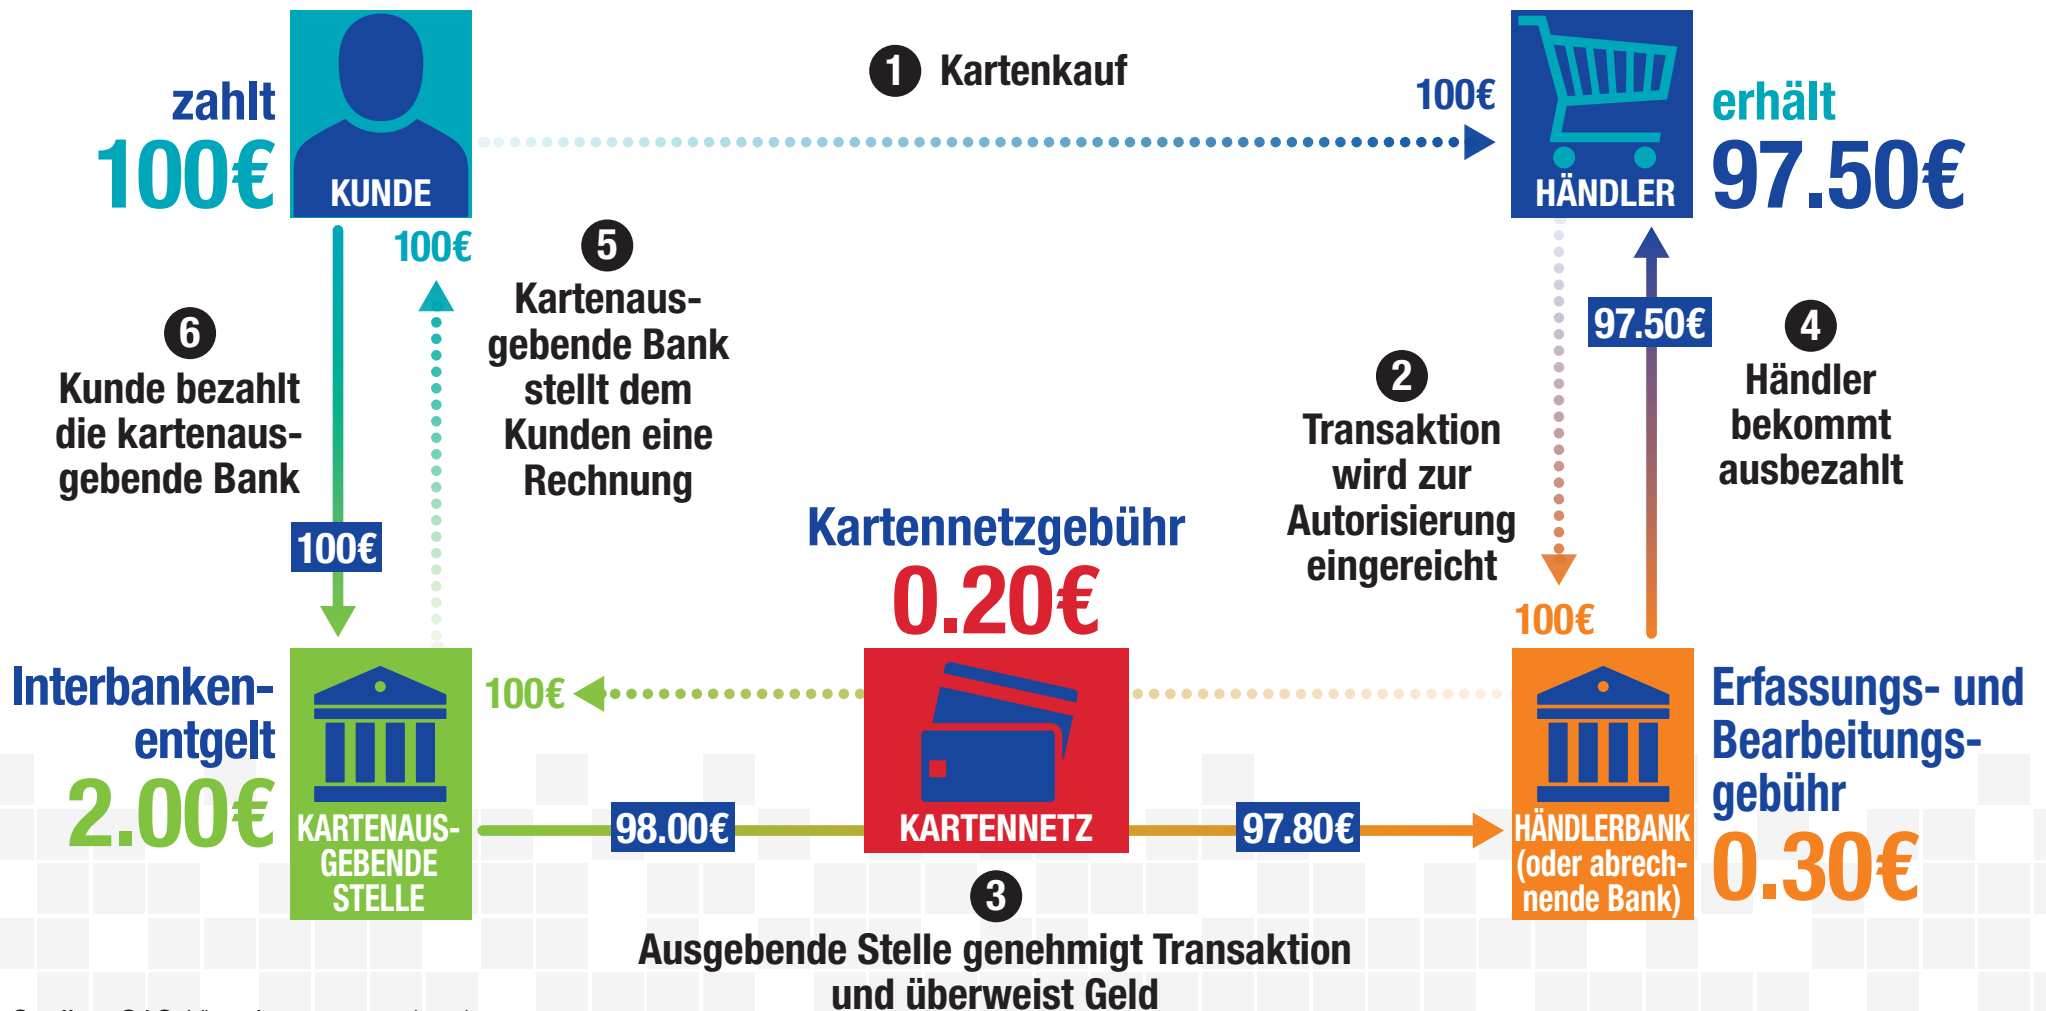 1 Kartenkauf
zahlt
100€
KUNDE
100€
HÄNDLER
erhält
97.50€
100€
5
Kartenaus-
gebende Bank
stellt dem
Kunden eine
Rechnung
6
Kunde bezahlt
die kartenaus-
gebende Bank
100€
2
Transaktion
wird zur
Autorisierung
eingereicht
100€
97.50€
4
Händler
bekommt
ausbezahlt
Kartennetzgebühr
0.20€
Interbanken-
entgelt
2.00€
KARTENAUS-
GEBENDE
STELLE
100€
98.00€
KARTENNETZ
97.80€
HÄNDLERBANK
(oder abrech-
nende Bank)
Erfassungs- und
Bearbeitungs-
gebühr
0.30€
3
Ausgebende Stelle genehmigt Transaktion
und überweist Geld